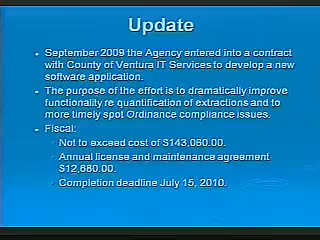 Update
September 2009 the Agency entered into a contract
with County of Ventura IT Services to develop a new
software application.
The purpose of the effort is to dramatically improve
functionality re quantification of extractions and to
more timely spot Ordinance compliance issues.
Fiscal:
Not to exceed cost of $143,060.00.
Annual license and maintenance agreement
$12,680.00.
Completion deadline July 15, 2010.